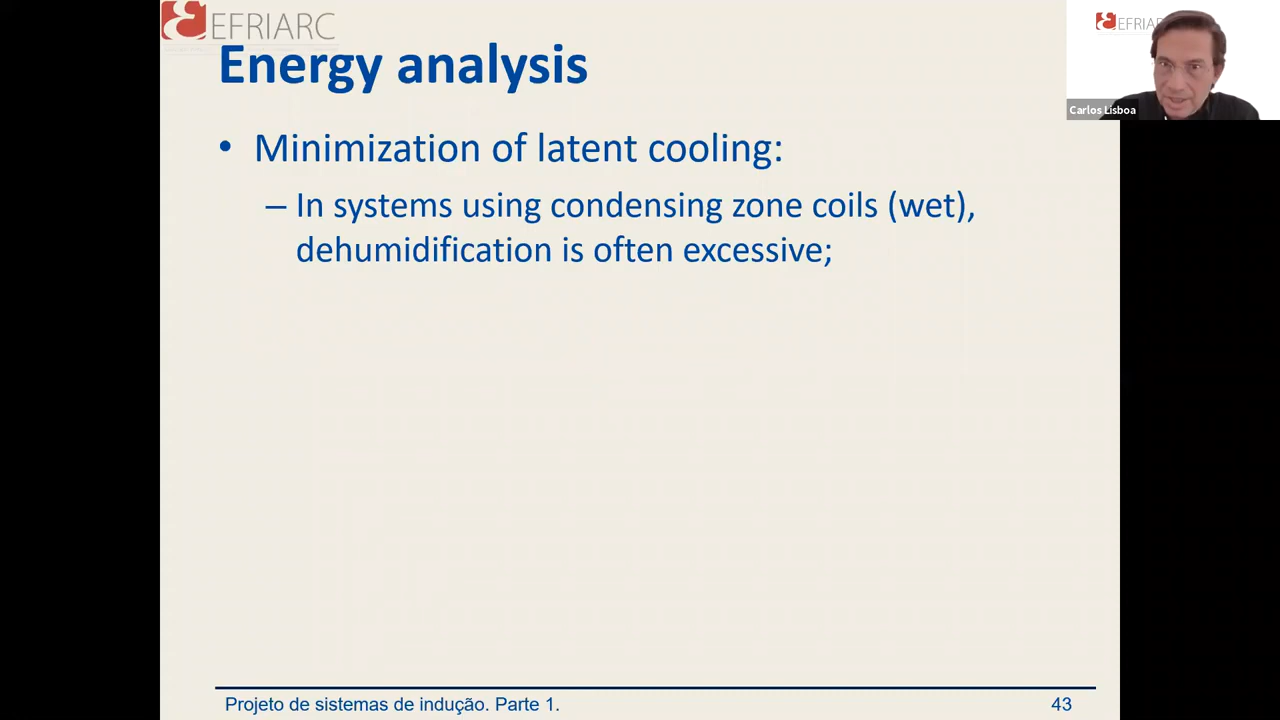 EFRIARC
Energy analysis
• Minimization of latent cooling:
– In systems using condensing zone coils (wet),
dehumidification is often excessive;
Projeto de sistemas de indução. Parte 1.
43
EFRIARC
Carlos Lisboa